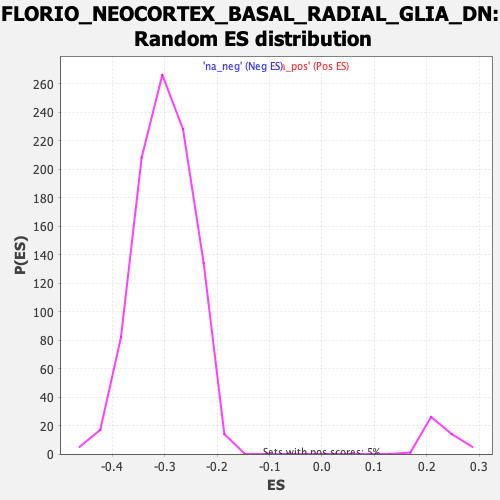 FLORIO_NEOCORTEX_BASAL_RADIAL_GLIA_DN:
Random ES distribution
'na_neg' (Neg ES) a_pos' (Pos ES)
260
240
220
200
180
160
140
120
100
80
60
40
20
0
P(ES)
Sets with pos scores: 5%
-0.4 -0.3 -0.2 -0.1 0.0 0.1 0.2 0.3
ES